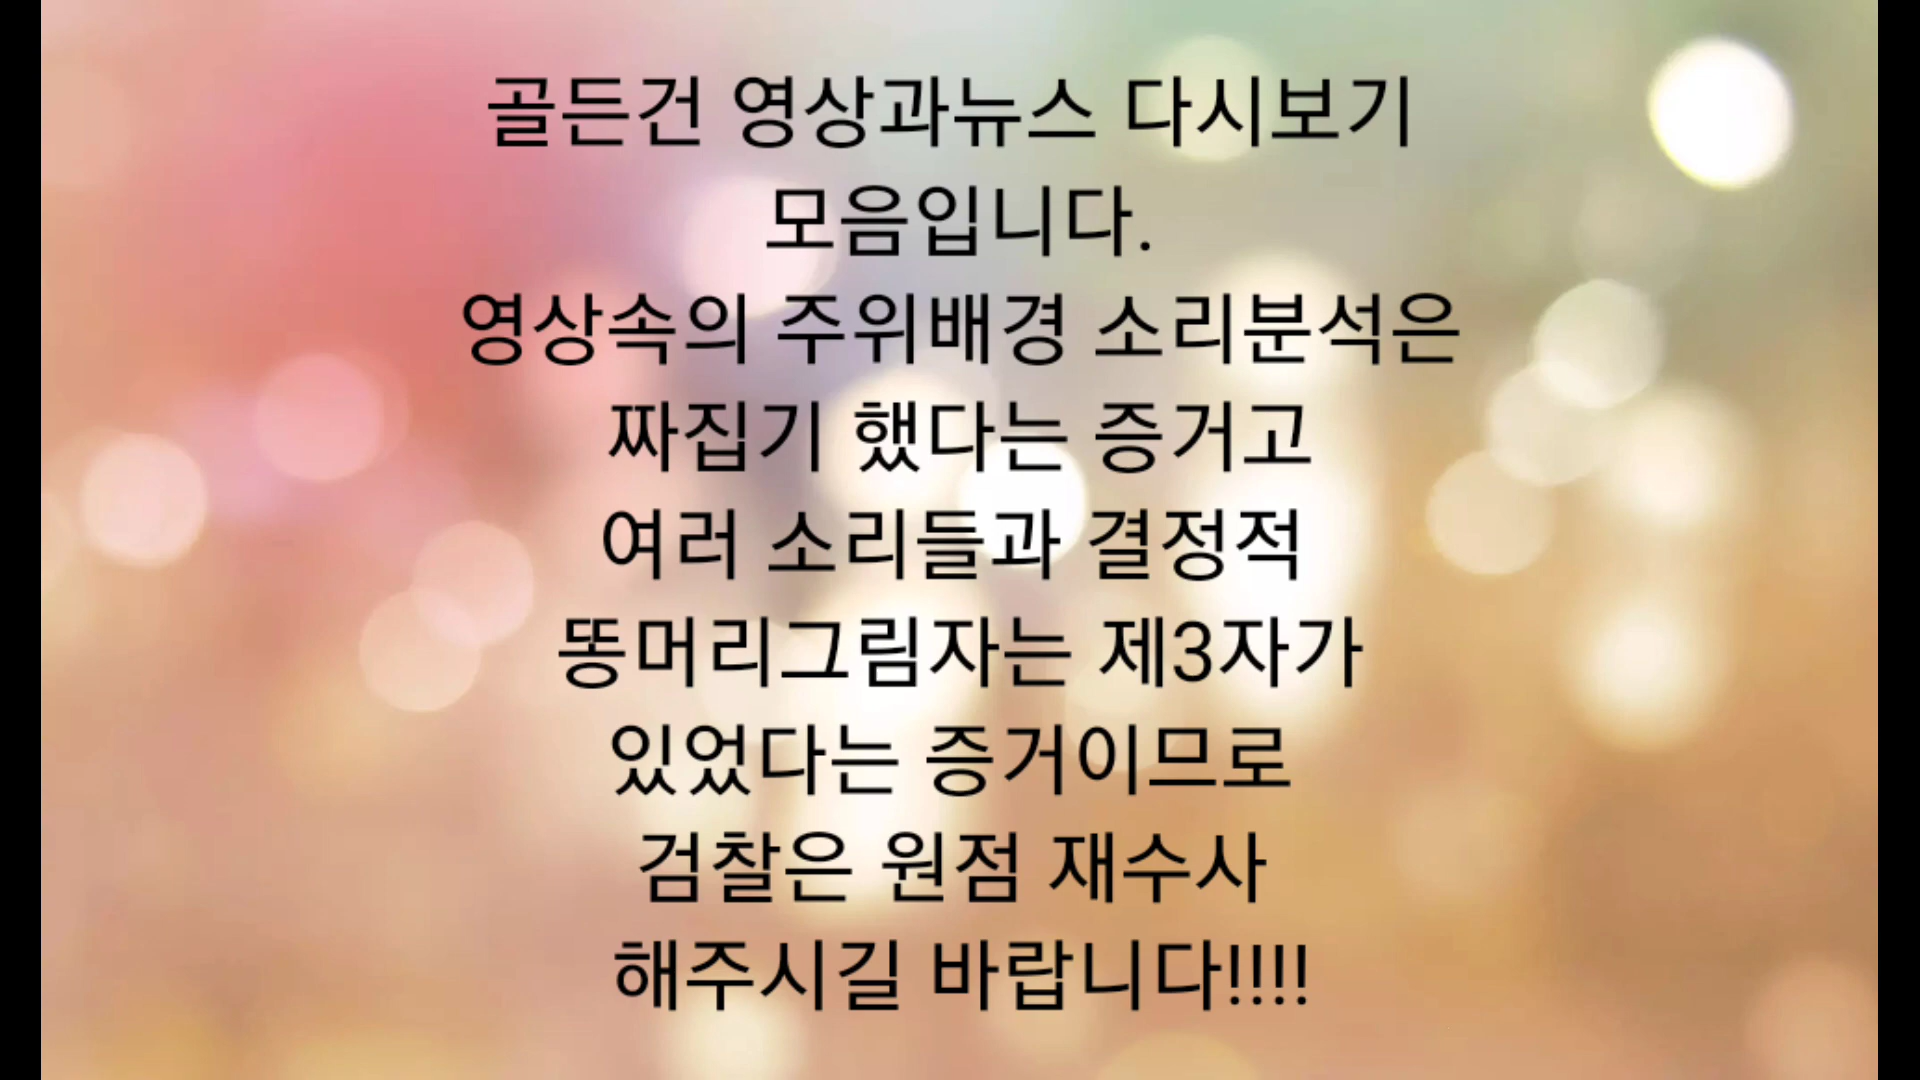 골든건 영상과뉴스 다시보기
모음입니다.
영상속의 주위배경 소리분석은
짜집기 했다는 증거고
여러 소리들과 결정적
똥머리그림자는 제3자가
있었다는 증거이므로
검찰은 원점 재수사
해주시길 바랍니다!!!!